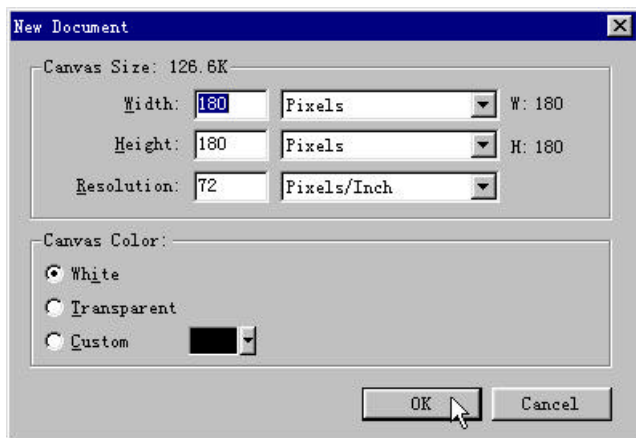 New Document
Canvas Size: 126.6K
Width: 180 Pixels W: 180
Height: 180 Pixels H: 180
Resolution: 72 Pixels/Inch
Canvas Color:
White
Transparent
Custom
OK Cancel